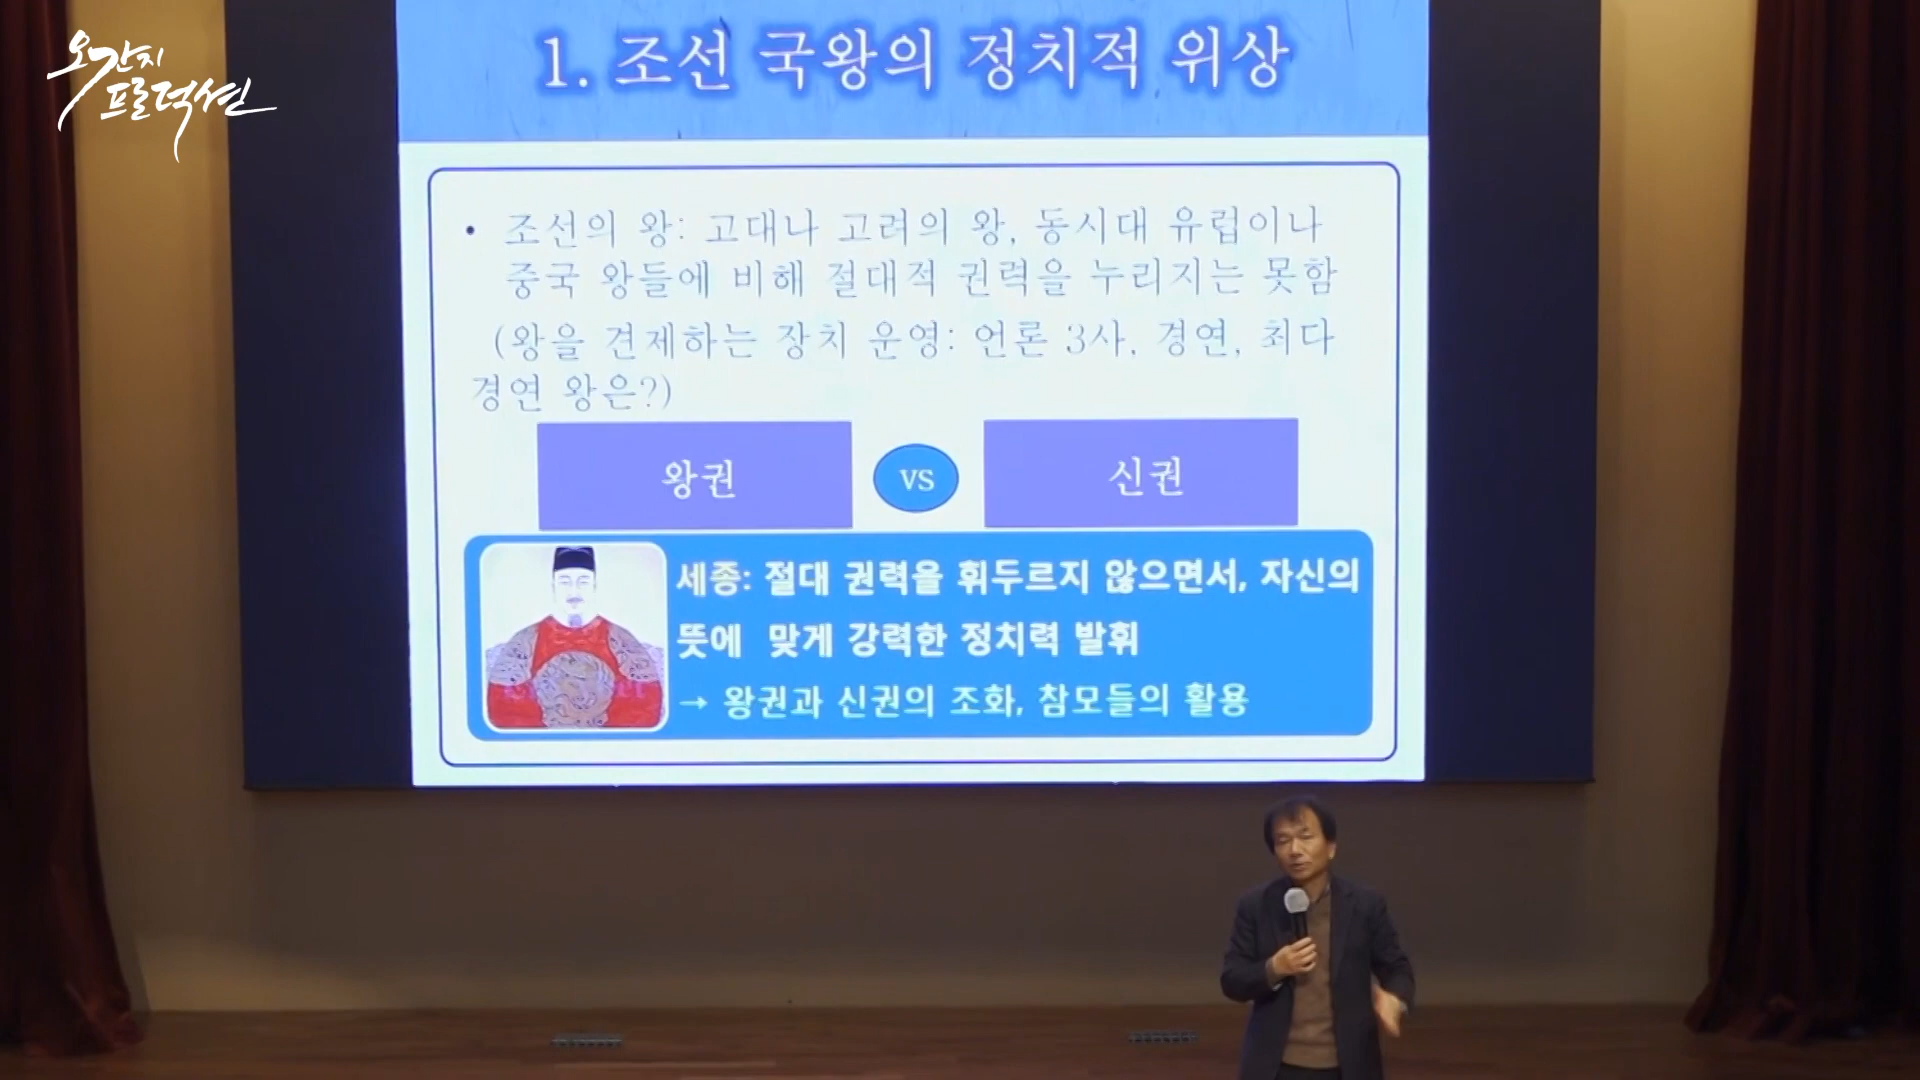 오간지
프로덕션
1. 조선 국왕의 정치적 위상
• 조선의 왕: 고대나 고려의 왕, 동시대 유럽이나
중국 왕들에 비해 절대적 권력을 누리지는 못함
(왕을 견제하는 장치 운영: 언론 3사, 경연, 최다
경연 왕은?)
왕권
VS
신권
세종: 절대 권력을 휘두르지 않으면서, 자신의
뜻에 맞게 강력한 정치력 발휘
→ 왕권과 신권의 조화, 참모들의 활용